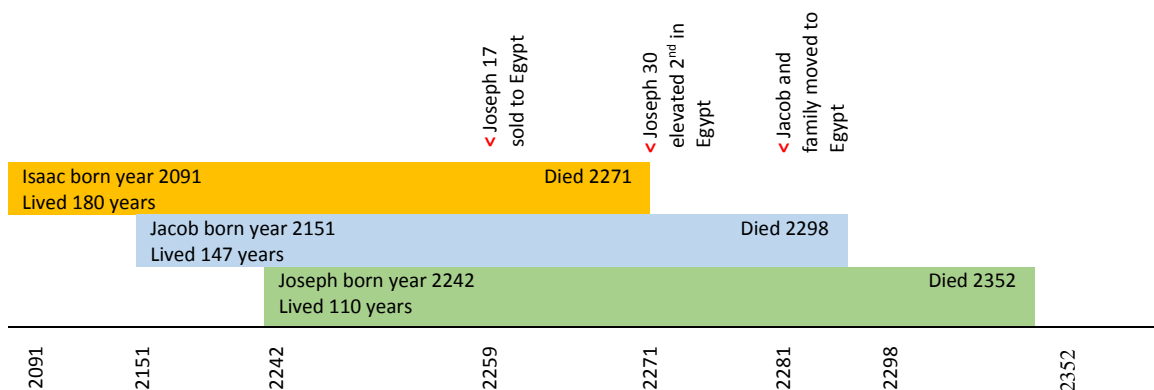 < Joseph 17
sold to Egypt
< Joseph 30
elevated 2nd in
Egypt
< Jacob and
family moved to
Egypt
Isaac born year 2091 Died 2271
Lived 180 years
Jacob born year 2151 Died 2298
Lived 147 years
Joseph born year 2242 Died 2352
Lived 110 years
2091
2151
2242
2259
2271
2281
2298
2352